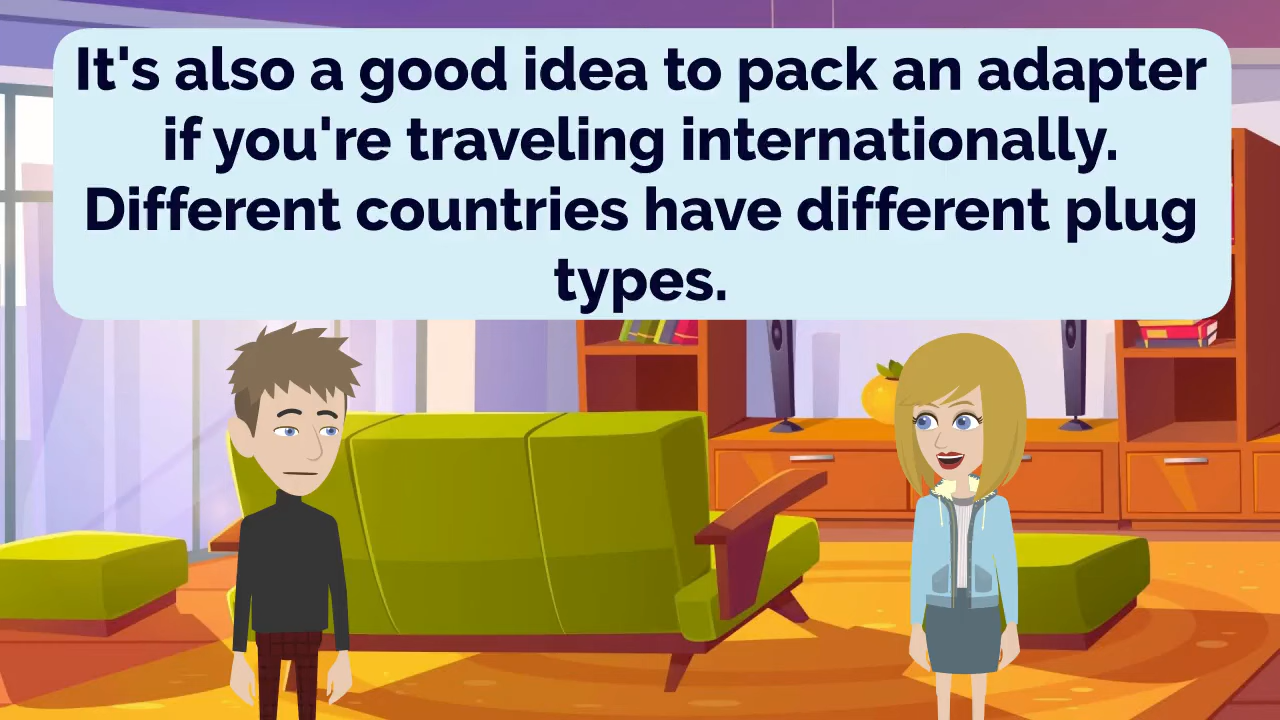 It's also a good idea to pack an adapter
if you're traveling internationally.
Different countries have different plug
types.